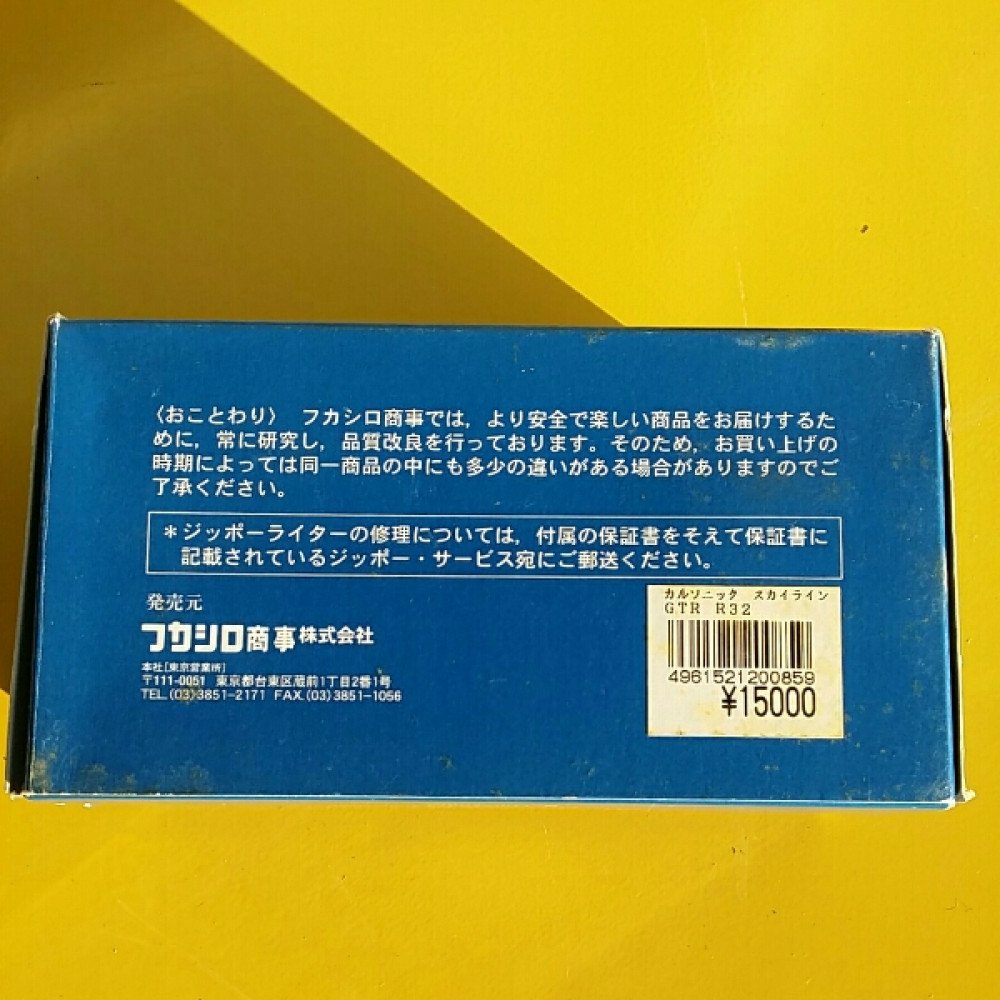 〈おことわり〉 フカシロ商事では，より安全で楽しい商品をお届けするた
めに，常に研究し，品質改良を行っております。そのため，お買い上げの
時期によっては同一商品の中にも多少の違いがある場合がありますのでご
了承ください。
＊ジッポーライターの修理については，付属の保証書をそえて保証書に
記載されているジッポー・サービス宛にご郵送ください。
発売元
フカシロ商事株式会社
本社［東京営業所］
〒111-0051 東京都台東区蔵前1丁目2番1号
TEL.(03)3851-2171 FAX.(03)3851-1056
カルソニック スカイライン
GTR R32
4961521200859
¥15000